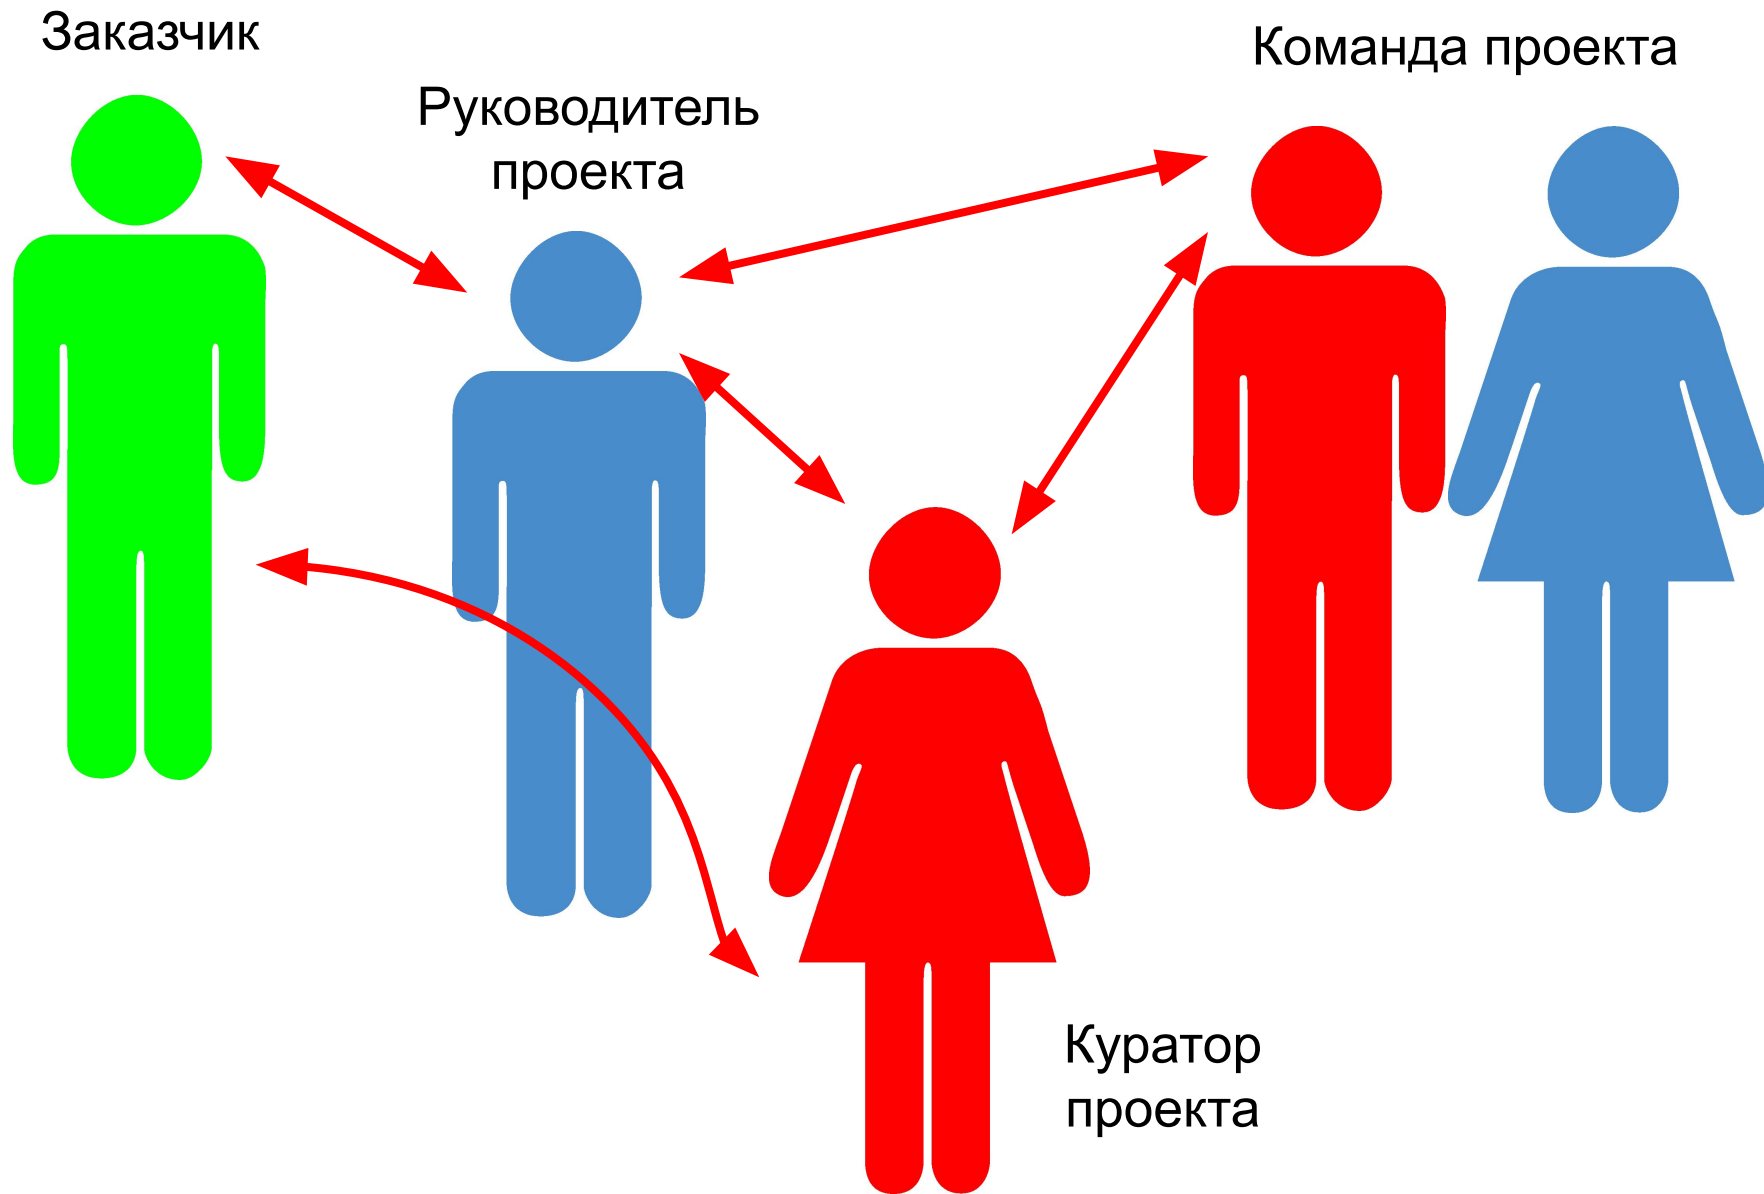 Заказчик
Руководитель
проекта
Команда проекта
Куратор
проекта